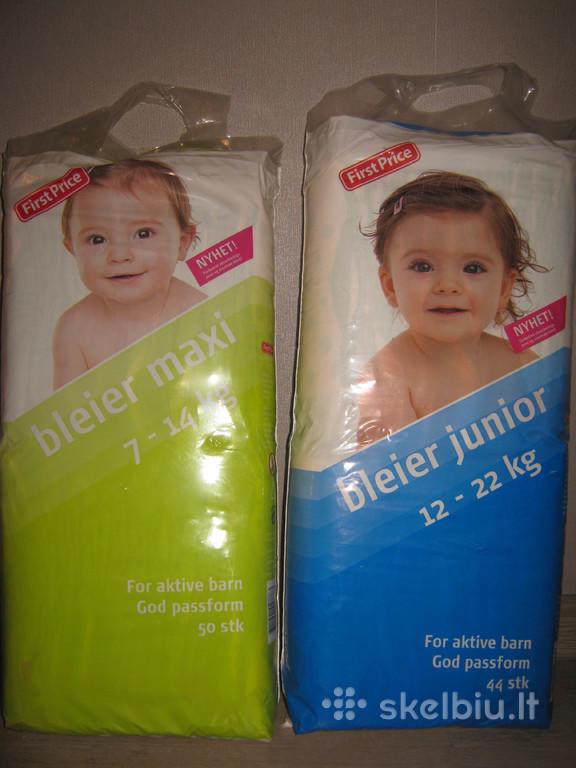 First Price
NYHET!
bleier maxi
7 - 14 kg
For aktive barn
God passform
50 stk
First Price
NYHET!
bleier junior
12 - 22 kg
For aktive barn
God passform
44 stk
skelbiu.lt